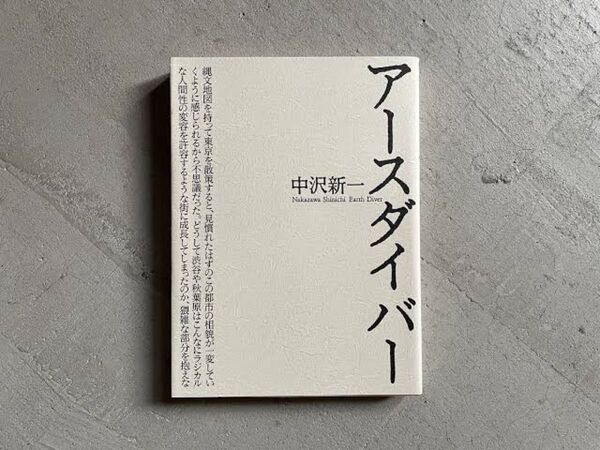 アースダイバー
中沢新一
Nakazawa Shinichi Earth Diver
縄文地図を持って東京を散策すると、見慣れたはずのこの都市の相貌が一変してい
くように感じられるから不思議だった。どうして渋谷や秋葉原はこんなにラジカル
な人間性の変容を許容するような街に成長してしまったのか、猥雑な部分を抱えな